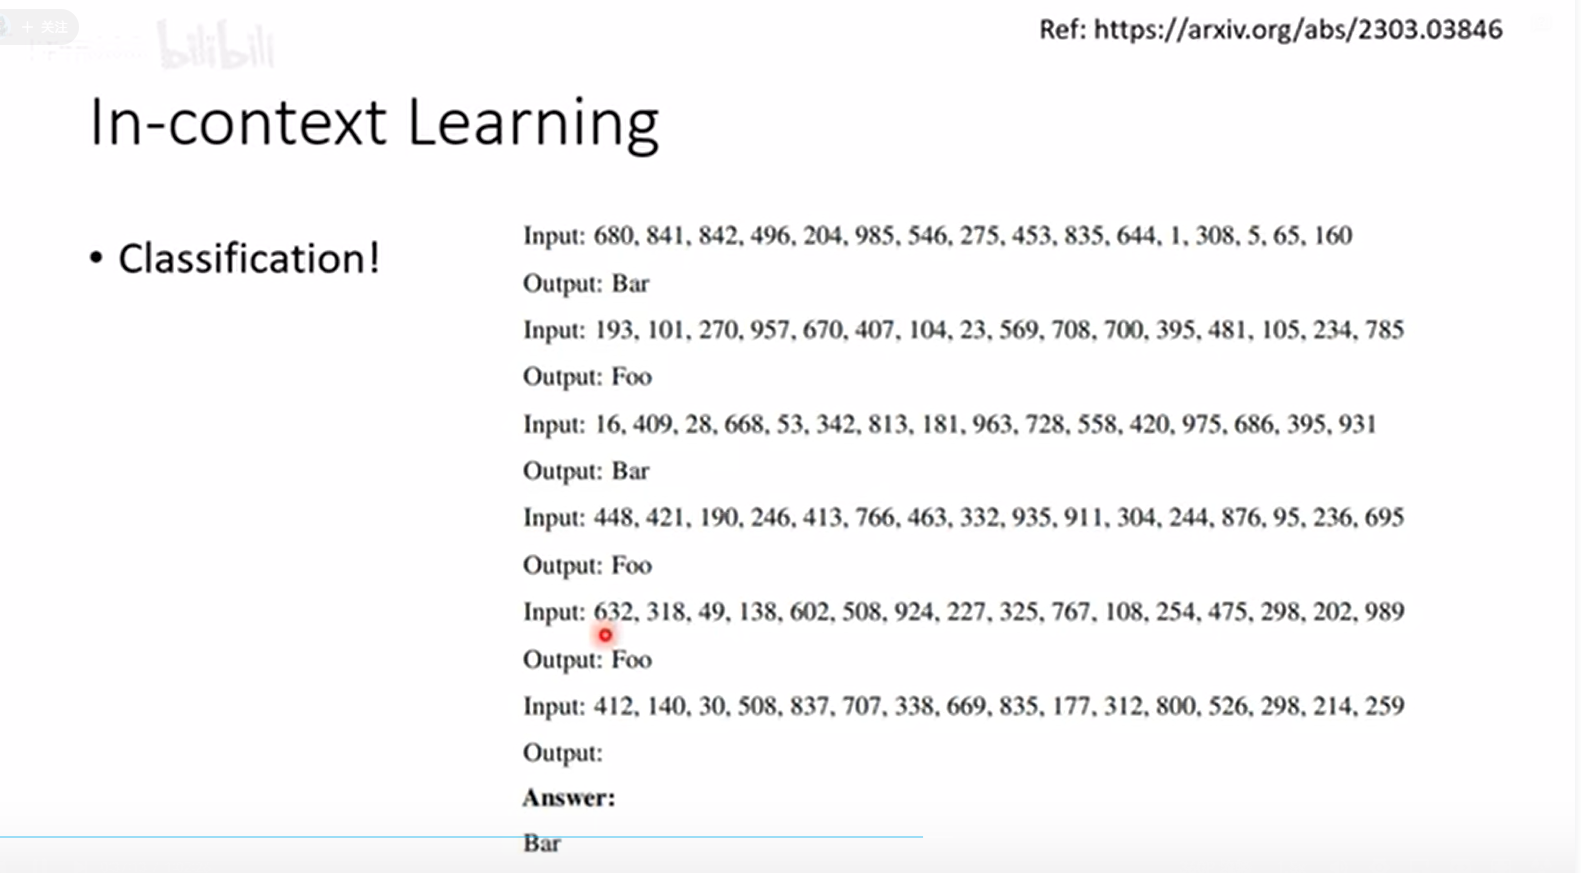 + 关注
bilibili
Ref: https://arxiv.org/abs/2303.03846
In-context Learning
• Classification!
Input: 680, 841, 842, 496, 204, 985, 546, 275, 453, 835, 644, 1, 308, 5, 65, 160
Output: Bar
Input: 193, 101, 270, 957, 670, 407, 104, 23, 569, 708, 700, 395, 481, 105, 234, 785
Output: Foo
Input: 16, 409, 28, 668, 53, 342, 813, 181, 963, 728, 558, 420, 975, 686, 395, 931
Output: Bar
Input: 448, 421, 190, 246, 413, 766, 463, 332, 935, 911, 304, 244, 876, 95, 236, 695
Output: Foo
Input: 632, 318, 49, 138, 602, 508, 924, 227, 325, 767, 108, 254, 475, 298, 202, 989
Output: Foo
Input: 412, 140, 30, 508, 837, 707, 338, 669, 835, 177, 312, 800, 526, 298, 214, 259
Output:
Answer:
Bar